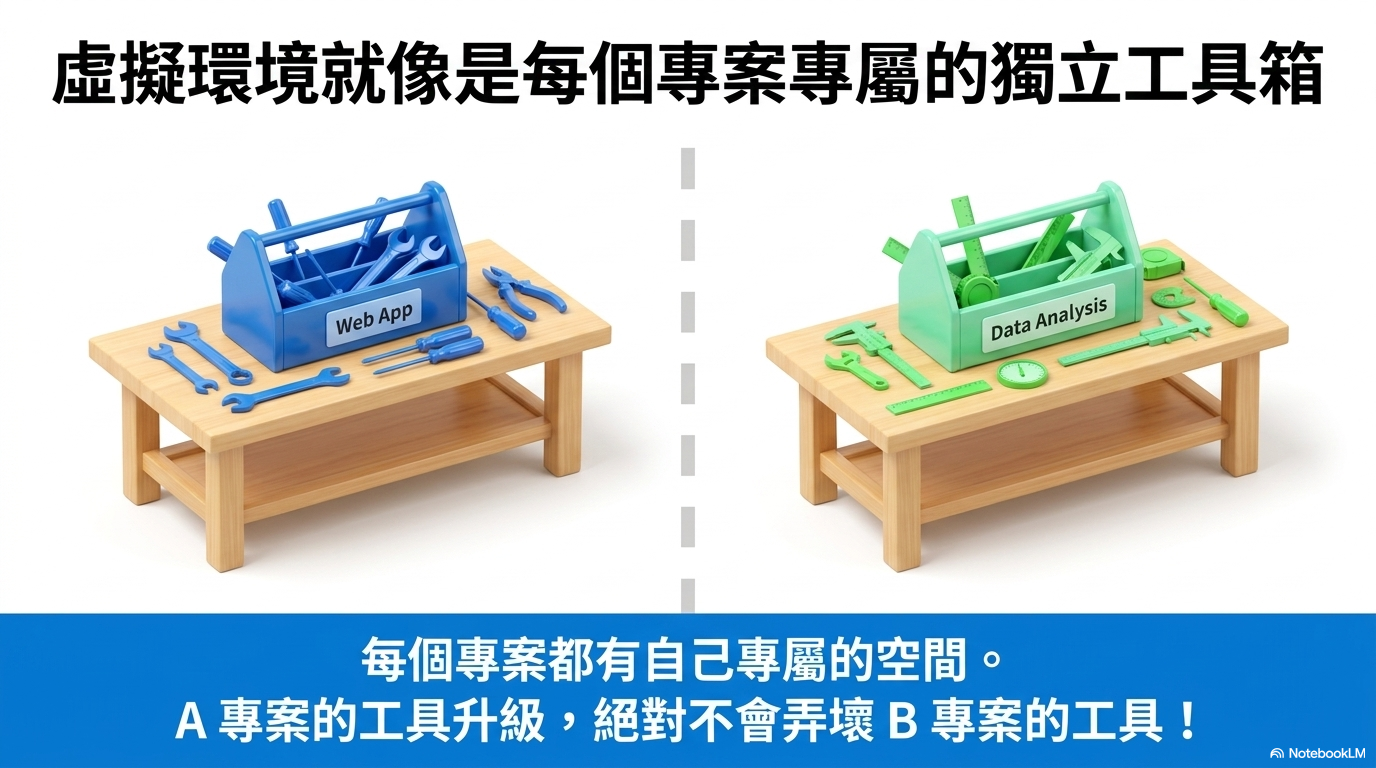 虛擬環境就像是每個專案專屬的獨立工具箱
Web App
Data Analysis
每個專案都有自己專屬的空間。
A 專案的工具升級，絕對不會弄壞 B 專案的工具！
NotebookLM